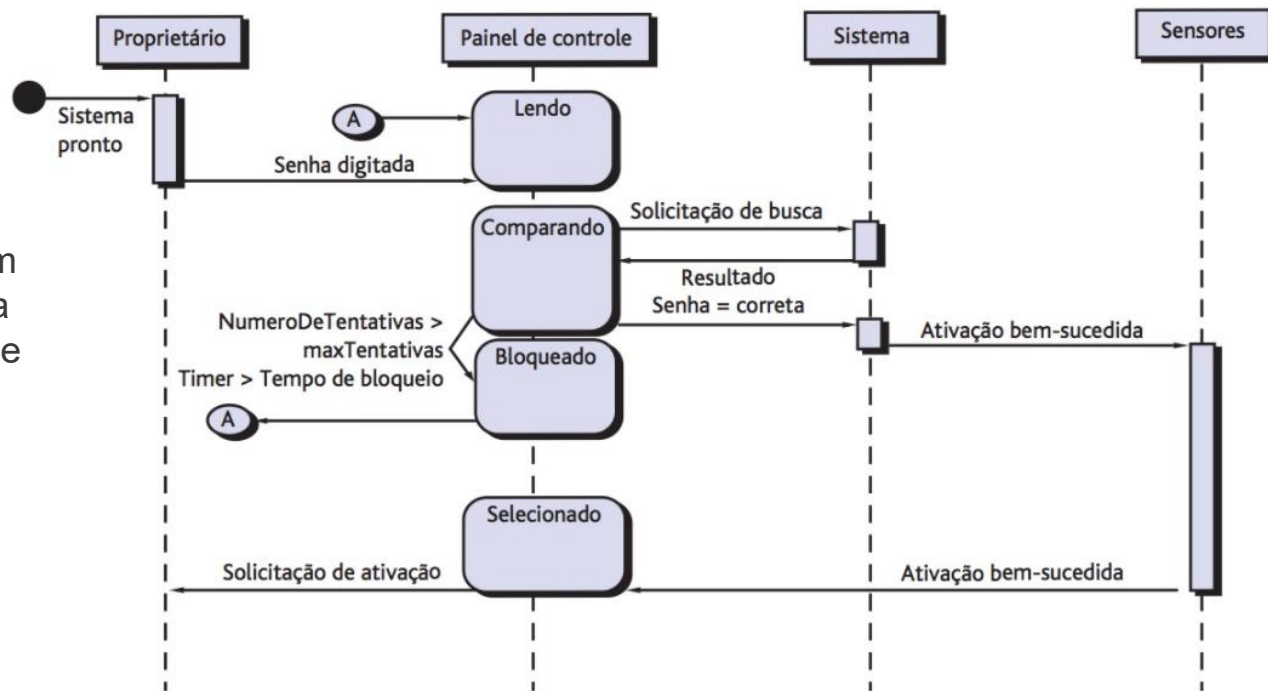 Proprietário
Painel de controle
Sistema
Sensores
Sistema
pronto
A
Lendo
Senha digitada
Comparando
Solicitação de busca
Resultado
Senha = correta
Ativação bem-sucedida
NumeroDeTentativas >
maxTentativas
Timer > Tempo de bloqueio
Bloqueado
A
Selecionado
Solicitação de ativação
Ativação bem-sucedida
m
a
e